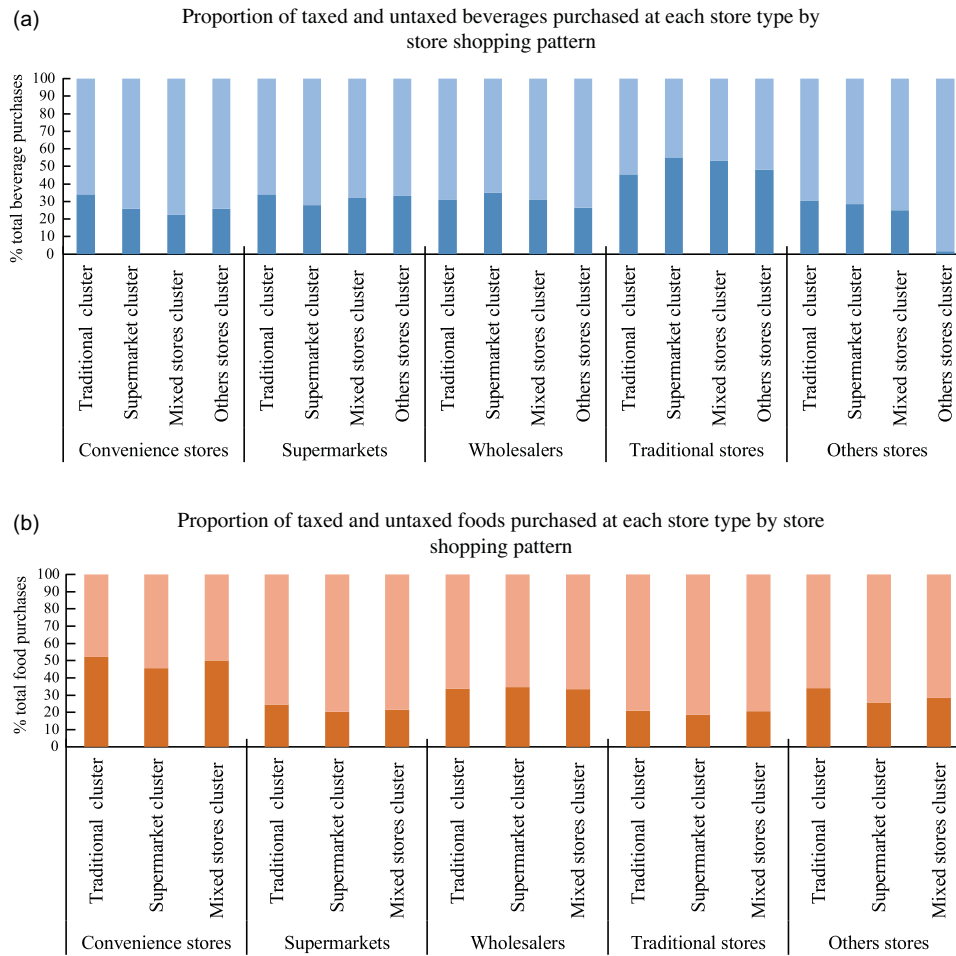 (a)
Proportion of taxed and untaxed beverages purchased at each store type by
store shopping pattern
% total beverage purchases
100
90
80
70
60
50
40
30
20
10
0
Traditional cluster
Supermarket cluster
Mixed stores cluster
Others stores cluster
Traditional cluster
Supermarket cluster
Mixed stores cluster
Others stores cluster
Traditional cluster
Supermarket cluster
Mixed stores cluster
Others stores cluster
Traditional cluster
Supermarket cluster
Mixed stores cluster
Others stores cluster
Traditional cluster
Supermarket cluster
Mixed stores cluster
Others stores cluster
Convenience stores
Supermarkets
Wholesalers
Traditional stores
Others stores
(b)
Proportion of taxed and untaxed foods purchased at each store type by store
shopping pattern
% total food purchases
100
90
80
70
60
50
40
30
20
10
0
Traditional cluster
Supermarket cluster
Mixed stores cluster
Traditional cluster
Supermarket cluster
Mixed stores cluster
Traditional cluster
Supermarket cluster
Mixed stores cluster
Traditional cluster
Supermarket cluster
Mixed stores cluster
Traditional cluster
Supermarket cluster
Mixed stores cluster
Convenience stores
Supermarkets
Wholesalers
Traditional stores
Others stores